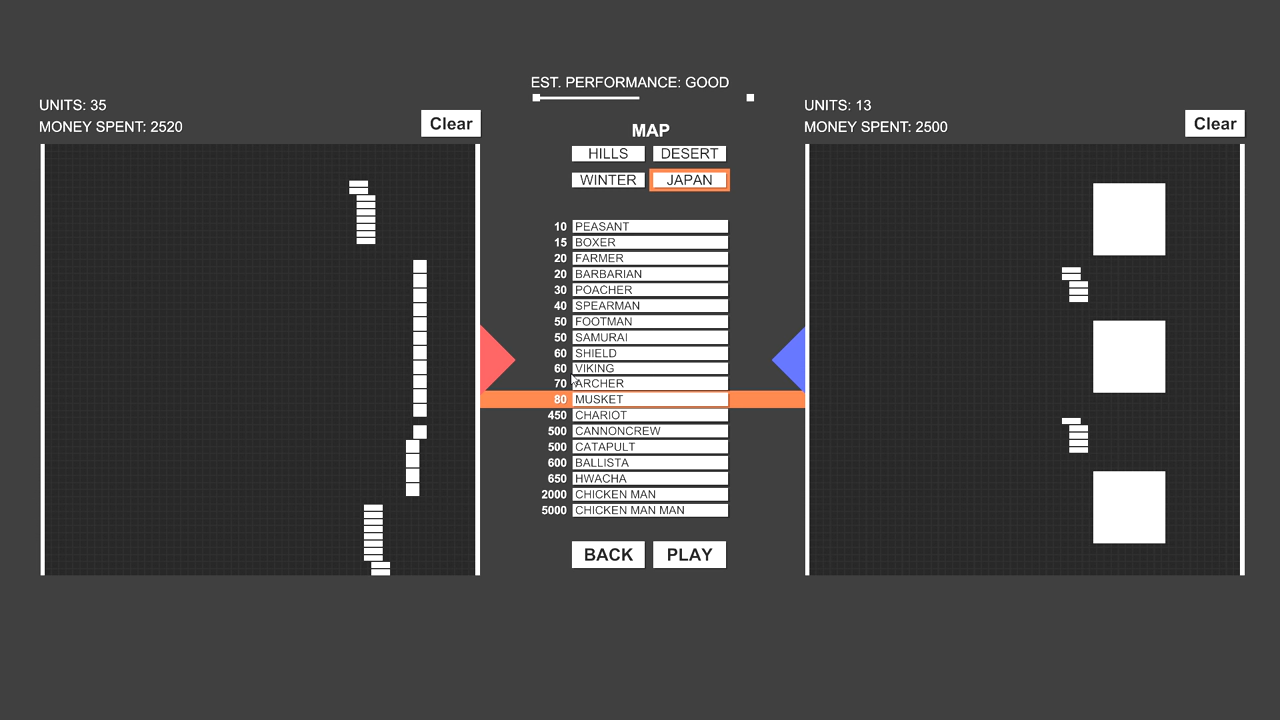 EST. PERFORMANCE: GOOD
UNITS: 35
MONEY SPENT: 2520
Clear
UNITS: 13
MONEY SPENT: 2500
Clear
MAP
HILLS DESERT
WINTER JAPAN
10 PEASANT
15 BOXER
20 FARMER
20 BARBARIAN
30 POACHER
40 SPEARMAN
50 FOOTMAN
50 SAMURAI
60 SHIELD
60 VIKING
70 ARCHER
80 MUSKET
450 CHARIOT
500 CANNONCREW
500 CATAPULT
600 BALLISTA
650 HWACHA
2000 CHICKEN MAN
5000 CHICKEN MAN MAN
BACK PLAY